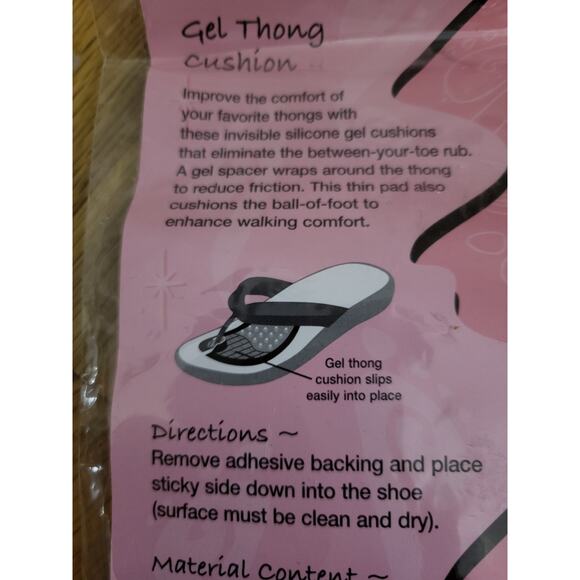 Gel Thong
Cushion ~
Improve the comfort of
your favorite thongs with
these invisible silicone gel cushions
that eliminate the between-your-toe rub.
A gel spacer wraps around the thong
to reduce friction. This thin pad also
cushions the ball-of-foot to
enhance walking comfort.
Gel thong
cushion slips
easily into place
Directions ~
Remove adhesive backing and place
sticky side down into the shoe
(surface must be clean and dry).
Material Content ~